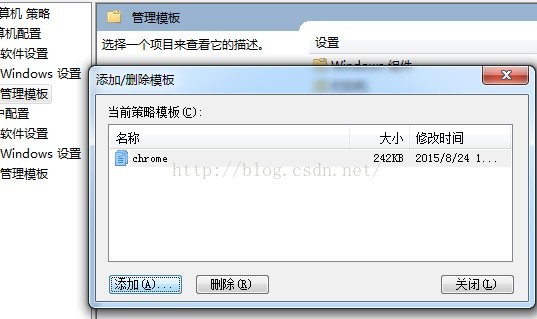 算机 策略
算机配置
软件设置
Windows 设置
管理模板
户配置
软件设置
Windows 设置
管理模板
管理模板
选择一个项目来查看它的描述。
设置
Windows 组件
添加/删除模板
当前策略模板(C):
名称 大小 修改时间
chrome 242KB 2015/8/24 1...
http://blog.csdn.net/
添加(A)... 删除(R) 关闭(L)